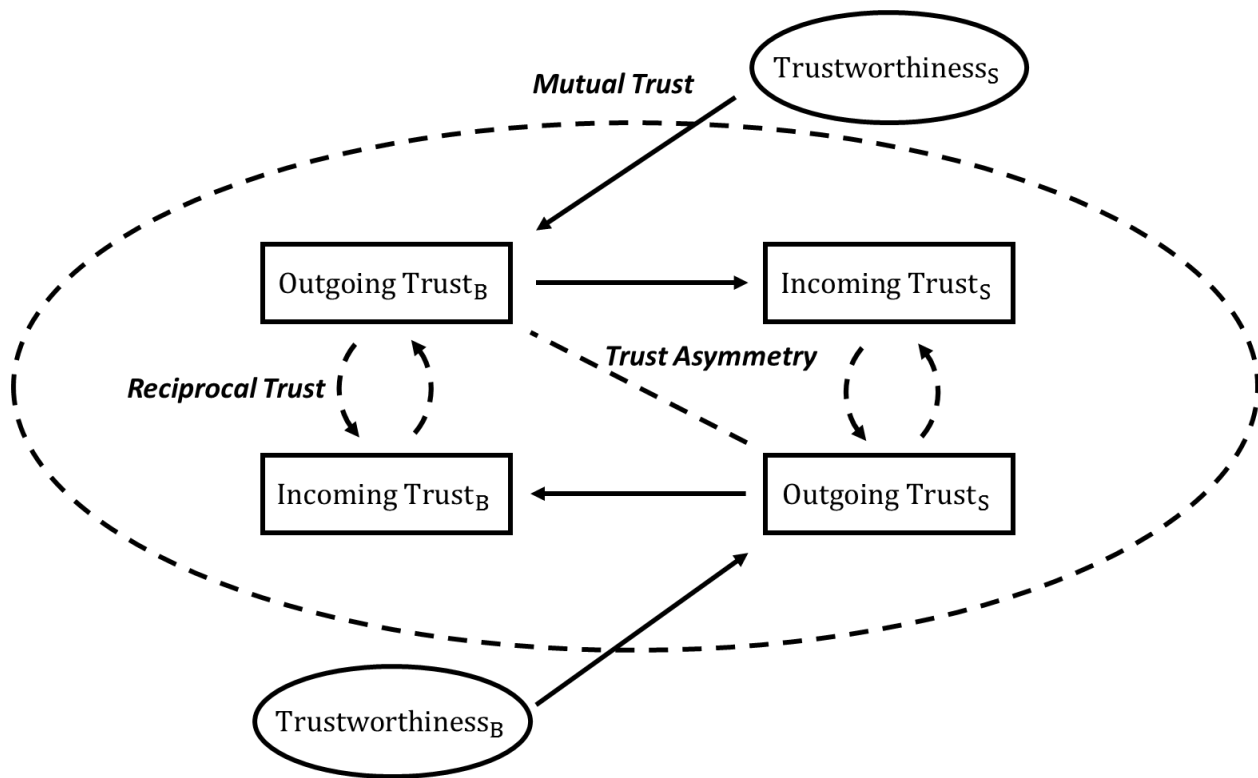 Trustworthiness_S
Mutual Trust
Outgoing Trust_B
Incoming Trust_S
Trust Asymmetry
Reciprocal Trust
Incoming Trust_B
Outgoing Trust_S
Trustworthiness_B